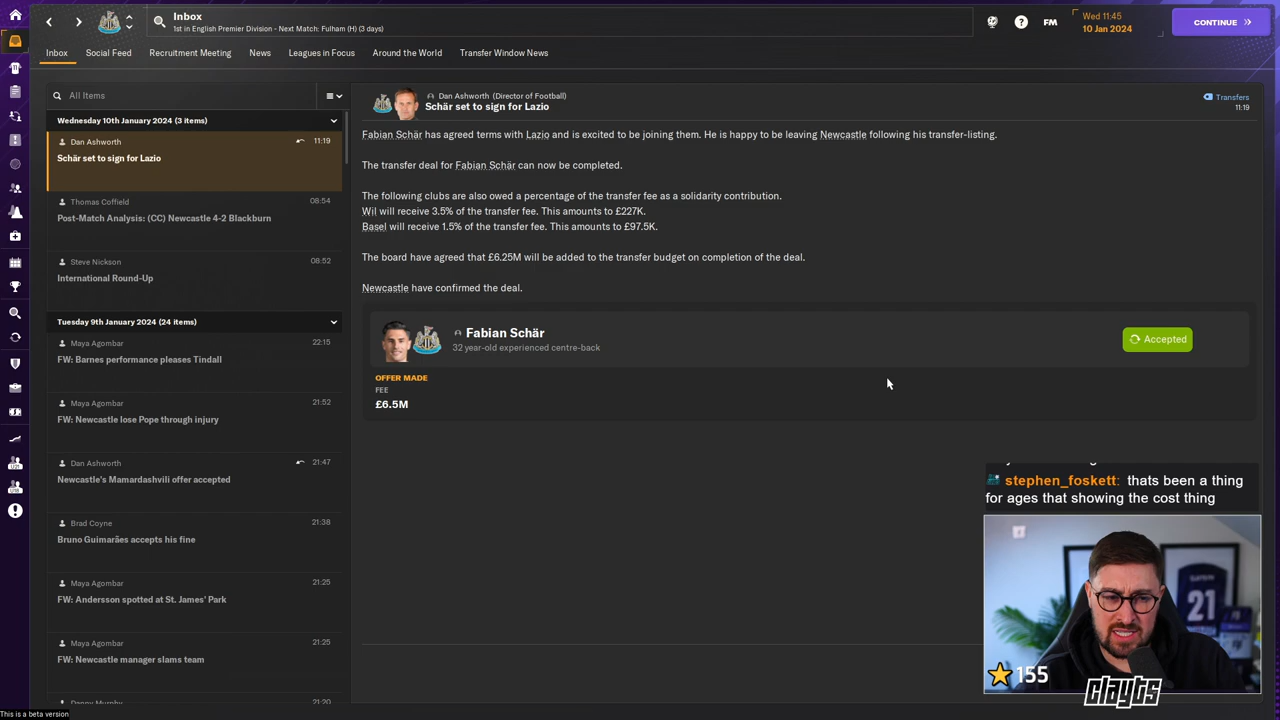 Inbox
1st in English Premier Division - Next Match: Fulham (H) (3 days)
FM
Wed 11:45
10 Jan 2024
CONTINUE
Inbox
Social Feed
Recruitment Meeting
News
Leagues in Focus
Around the World
Transfer Window News
All Items
Wednesday 10th January 2024 (3 items)
Dan Ashworth
11:19
Schär set to sign for Lazio
Thomas Coffield
08:54
Post-Match Analysis: (CC) Newcastle 4-2 Blackburn
Steve Nickson
08:52
International Round-Up
Tuesday 9th January 2024 (24 items)
Maya Agombar
22:15
FW: Barnes performance pleases Tindall
Maya Agombar
21:52
FW: Newcastle lose Pope through injury
Dan Ashworth
21:47
Newcastle's Mamardashvili offer accepted
Brad Coyne
21:38
Bruno Guimarães accepts his fine
Maya Agombar
21:25
FW: Andersson spotted at St. James' Park
Maya Agombar
21:25
FW: Newcastle manager slams team
Danny Murphy
21:20
Dan Ashworth (Director of Football)
Schär set to sign for Lazio
Transfers
11:19
Fabian Schär has agreed terms with Lazio and is excited to be joining them. He is happy to be leaving Newcastle following his transfer-listing.
The transfer deal for Fabian Schär can now be completed.
The following clubs are also owed a percentage of the transfer fee as a solidarity contribution.
Wil will receive 3.5% of the transfer fee. This amounts to £227K.
Basel will receive 1.5% of the transfer fee. This amounts to £97.5K.
The board have agreed that £6.25M will be added to the transfer budget on completion of the deal.
Newcastle have confirmed the deal.
Fabian Schär
32 year-old experienced centre-back
Accepted
OFFER MADE
FEE
£6.5M
stephen_foskett: thats been a thing
for ages that showing the cost thing
21
155
claybs
This is a beta version